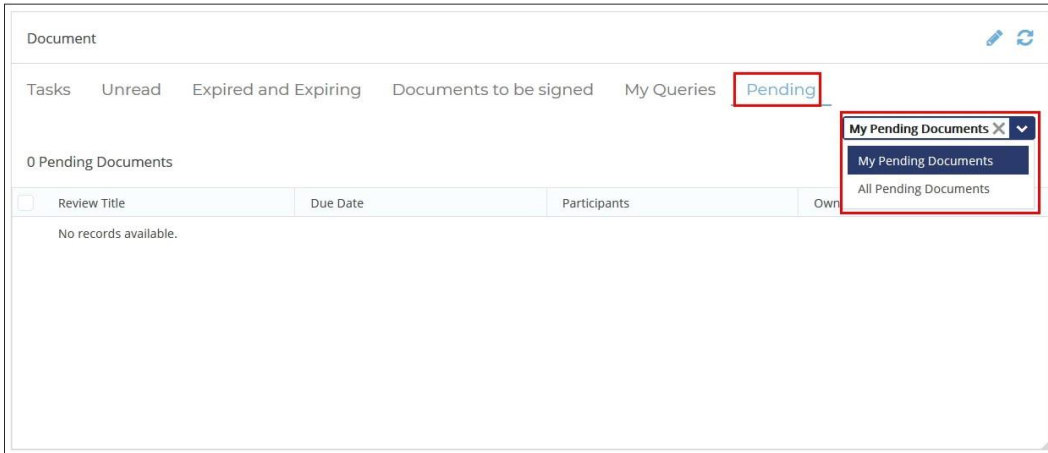 Document
Tasks Unread Expired and Expiring Documents to be signed My Queries Pending
My Pending Documents
0 Pending Documents
My Pending Documents
All Pending Documents
Review Title Due Date Participants Own
No records available.